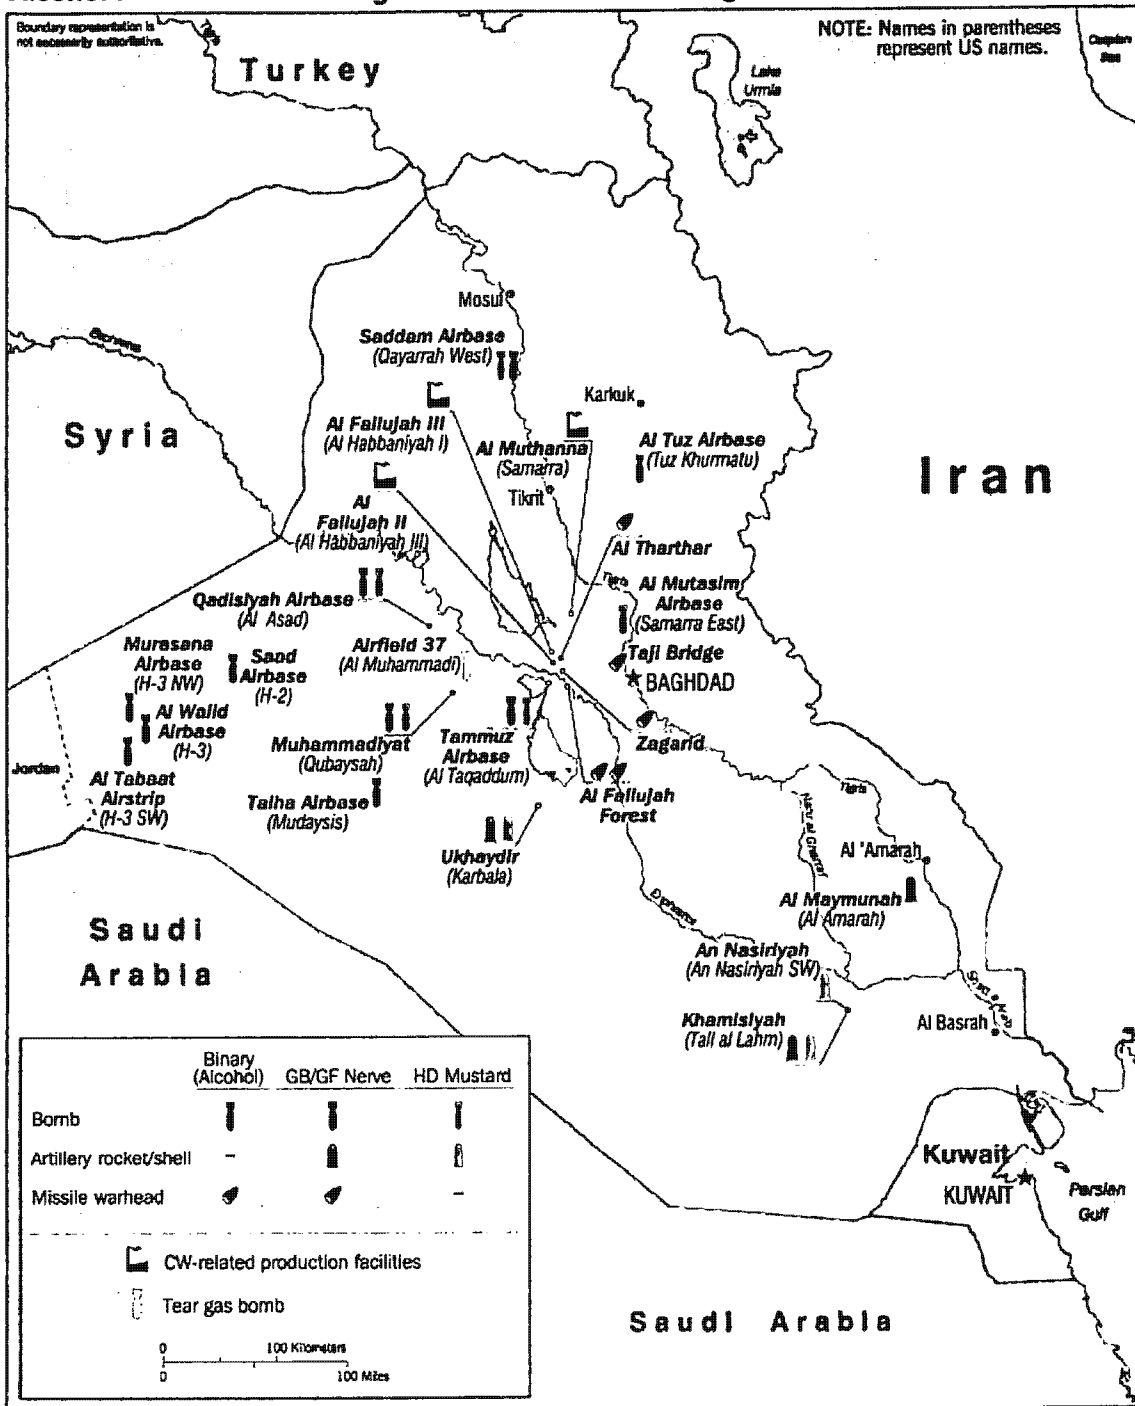 Boundary representation is
not necessarily authoritative.
NOTE: Names in parentheses
represent US names.
Caspian
Sea
Turkey
Lake
Urmia
Mosul
Saddam Airbase
(Qayarrah West)
Karkuk
Al Fallujah III
(Al Habbaniyah I)
Al Muthanna
(Samarra)
Al Tuz Airbase
(Tuz Khurmatu)
Syria
Iran
Tikrit
Al
Fallujah II
(Al Habbaniyah III)
Al Tharthar
Qadisiyah Airbase
(Al Asad)
Al Mutasim
Airbase
(Samarra East)
Airfield 37
(Al Muhammadi)
Murasana
Airbase
(H-3 NW)
Saad
Airbase
(H-2)
Taji Bridge
BAGHDAD
Al Walid
Airbase
(H-3)
Muhammadiyat
(Qubaysah)
Tammuz
Airbase
(Al Taqaddum)
Zagarid
Jordan
Al Tabaat
Airstrip
(H-3 SW)
Talha Airbase
(Mudaysis)
Al Fallujah
Forest
Ukhaydir
(Karbala)
Al 'Amarah
Al Maymunah
(Al Amarah)
Saudi
Arabia
An Nasiriyah
(An Nasiriyah SW)
Khamisiyah
(Tall al Lahm)
Al Basrah
Binary
(Alcohol)
GB/GF Nerve
HD Mustard
Bomb
Artillery rocket/shell
–
Missile warhead
–
CW-related production facilities
Tear gas bomb
0 100 Kilometers
0 100 Miles
Kuwait
KUWAIT
Persian
Gulf
Saudi Arabia